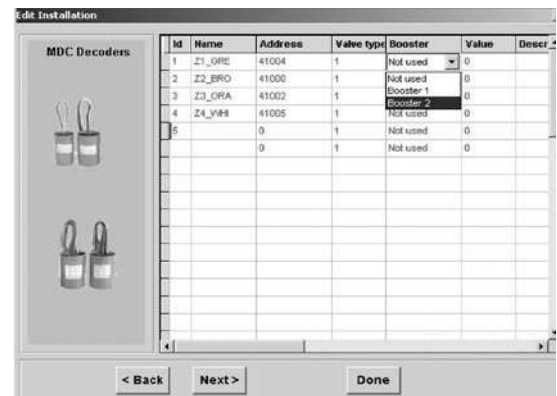 Edit Installation
MDC Decoders
Id Name Address Valve type Booster Value Descr
1 Z1_GRE 41004 1 Not used 0
2 Z2_BRO 41000 1 Not used 0
3 Z3_ORA 41002 1 Booster 1 0
Booster 2
4 Z4_WHI 41005 1 Not used 0
5 0 1 Not used 0
0 1 Not used 0
< Back Next > Done